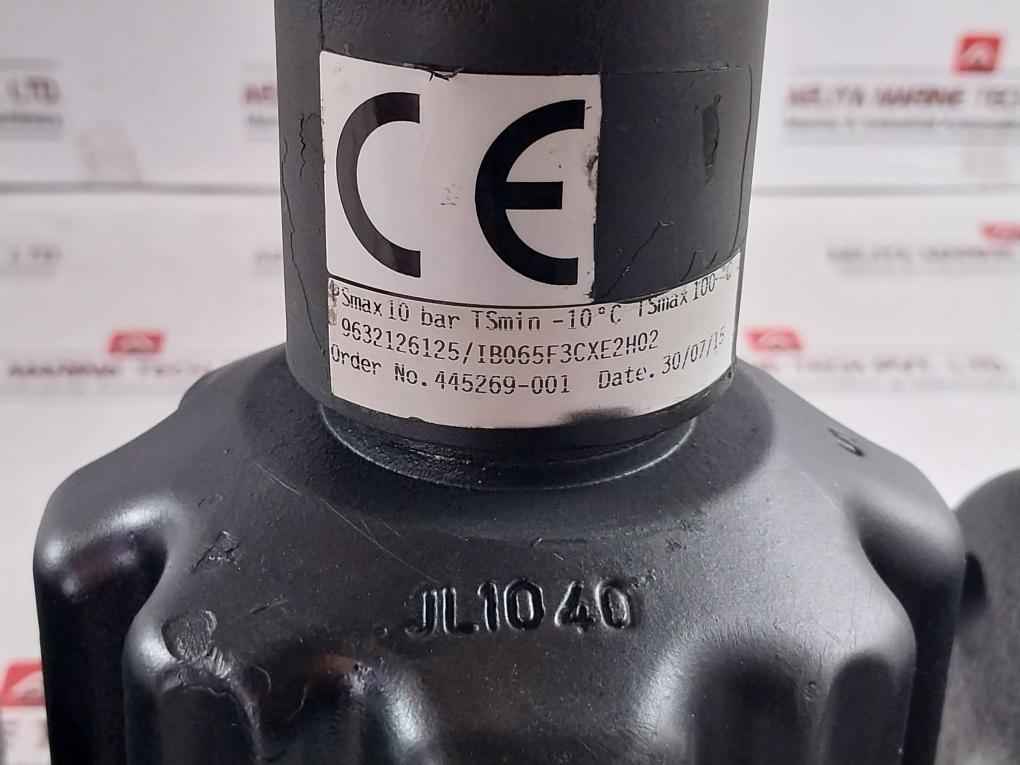 CE
PSmax 10 bar TSmin -10°C TSmax 100°C
9632126125/IB065F3CXE2H02
Order No. 445269-001 Date. 30/07/15
JL1040